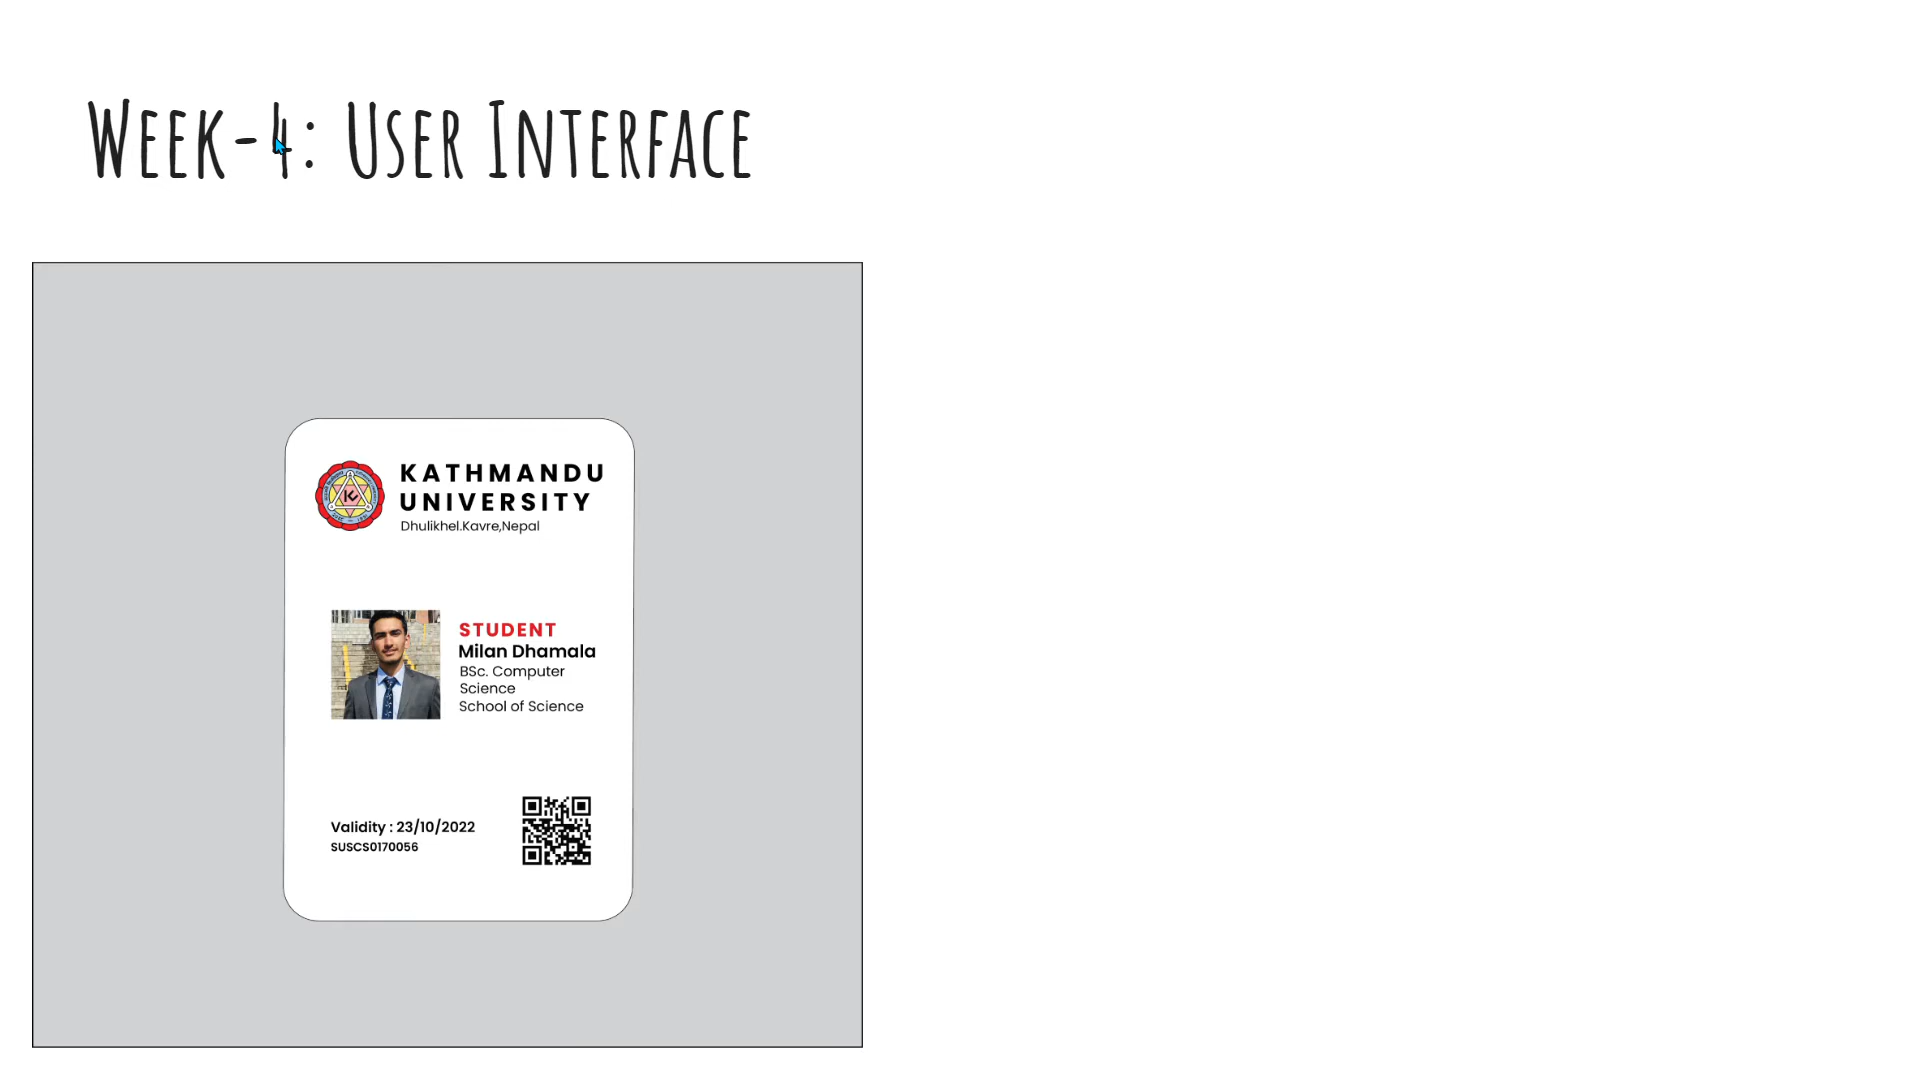 Week-4: User Interface
KATHMANDU
UNIVERSITY
Dhulikhel.Kavre,Nepal
STUDENT
Milan Dhamala
BSc. Computer
Science
School of Science
Validity : 23/10/2022
SUSCS0170056